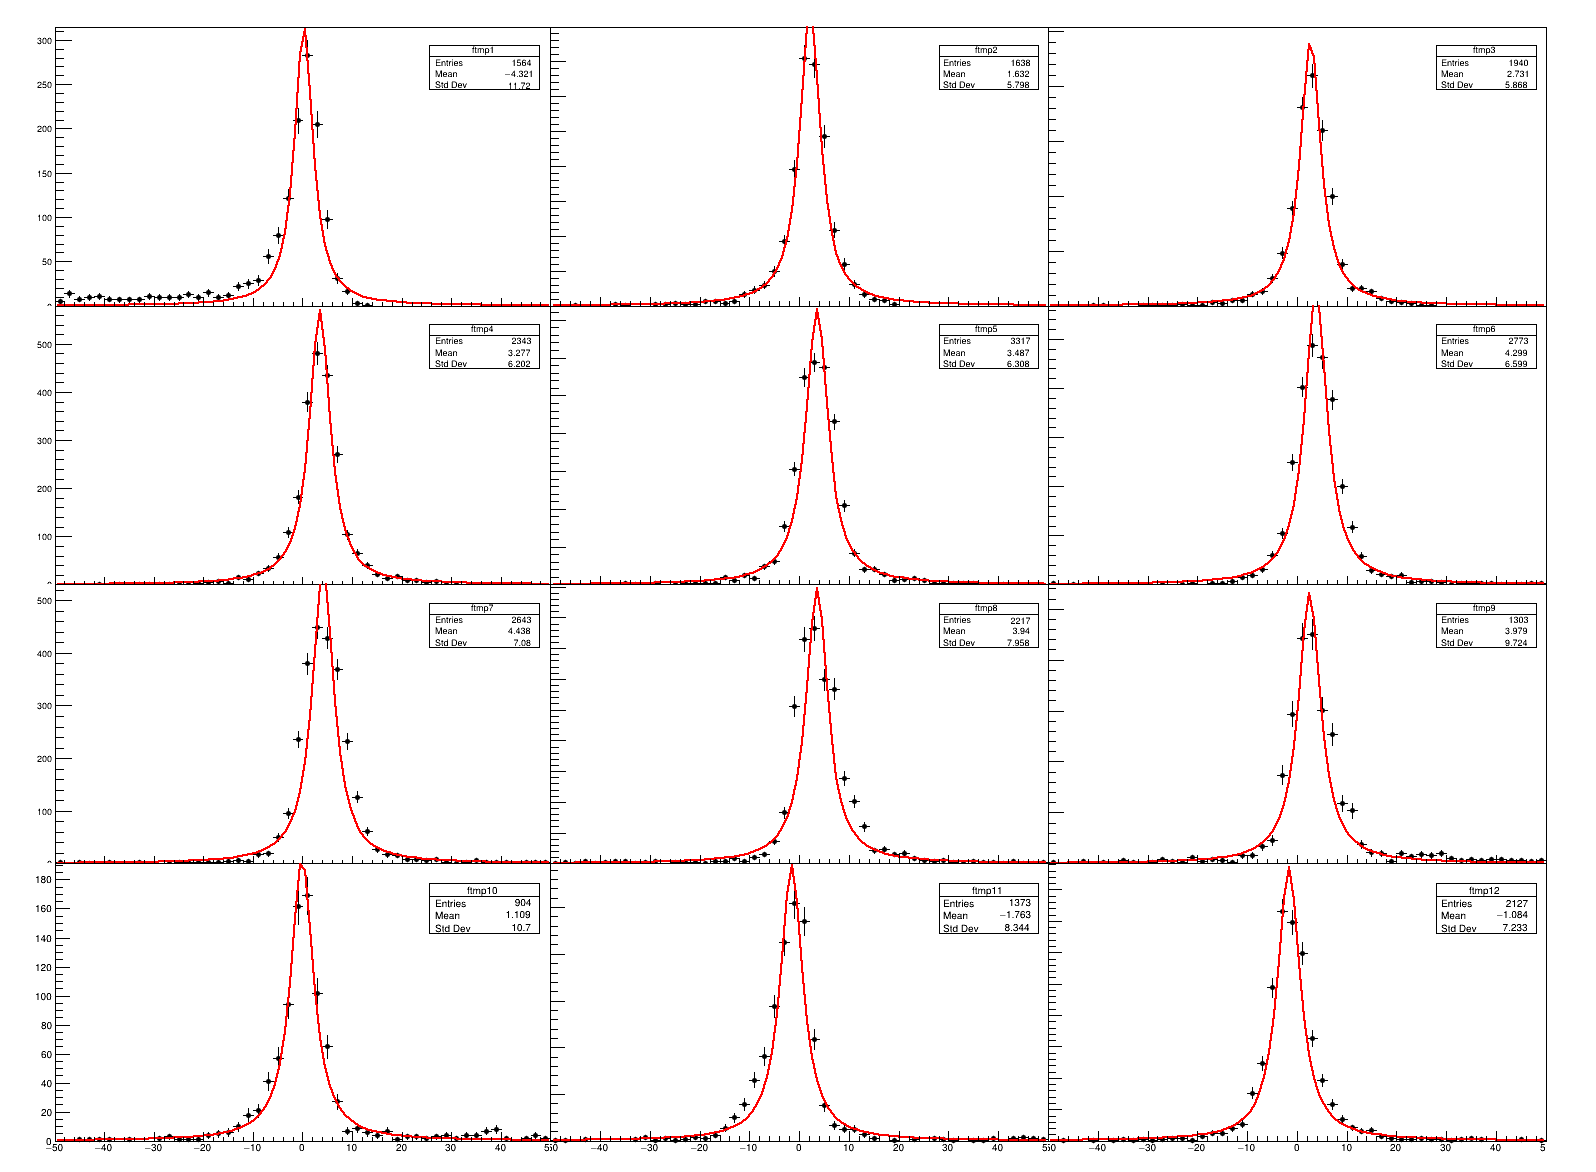 ftmp1
Entries 1564
Mean −4.321
Std Dev 11.72
ftmp2
Entries 1638
Mean 1.632
Std Dev 5.798
ftmp3
Entries 1940
Mean 2.731
Std Dev 5.868
300
250
200
150
100
50
0
ftmp4
Entries 2343
Mean 3.277
Std Dev 6.202
ftmp5
Entries 3317
Mean 3.487
Std Dev 6.308
ftmp6
Entries 2773
Mean 4.299
Std Dev 6.599
500
400
300
200
100
0
ftmp7
Entries 2643
Mean 4.438
Std Dev 7.08
ftmp8
Entries 2217
Mean 3.94
Std Dev 7.958
ftmp9
Entries 1303
Mean 3.979
Std Dev 9.724
500
400
300
200
100
0
ftmp10
Entries 904
Mean 1.109
Std Dev 10.7
ftmp11
Entries 1373
Mean −1.763
Std Dev 8.344
ftmp12
Entries 2127
Mean −1.084
Std Dev 7.233
180
160
140
120
100
80
60
40
20
0
−50 −40 −30 −20 −10 0 10 20 30 40 50
−40 −30 −20 −10 0 10 20 30 40 50
−40 −30 −20 −10 0 10 20 30 40 5